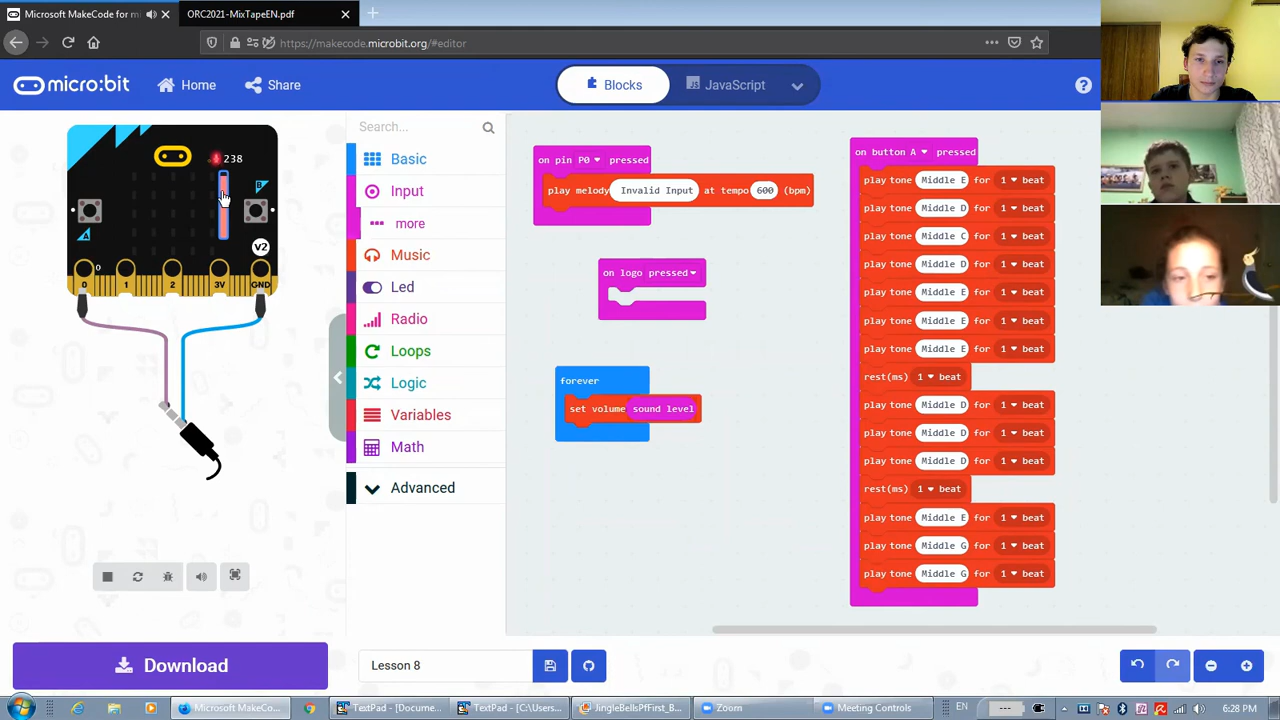 Microsoft MakeCode for m
ORC2021-MixTapeEN.pdf
https://makecode.microbit.org/#editor
micro:bit
Home
Share
Blocks
JavaScript
?
238
A
B
V2
0
0
1
2
3V
GND
Search...
Basic
Input
more
Music
Led
Radio
Loops
Logic
Variables
Math
Advanced
on pin P0 pressed
play melody Invalid Input at tempo 600 (bpm)
on logo pressed
forever
set volume sound level
on button A pressed
play tone Middle E for 1 beat
play tone Middle D for 1 beat
play tone Middle C for 1 beat
play tone Middle D for 1 beat
play tone Middle E for 1 beat
play tone Middle E for 1 beat
play tone Middle E for 1 beat
rest(ms) 1 beat
play tone Middle D for 1 beat
play tone Middle D for 1 beat
play tone Middle D for 1 beat
rest(ms) 1 beat
play tone Middle E for 1 beat
play tone Middle G for 1 beat
play tone Middle G for 1 beat
Download
Lesson 8
Microsoft MakeCo...
TextPad - [Docume...
TextPad - [C:\Users...
JingleBellsPfFirst_B...
Zoom
Meeting Controls
EN
6:28 PM